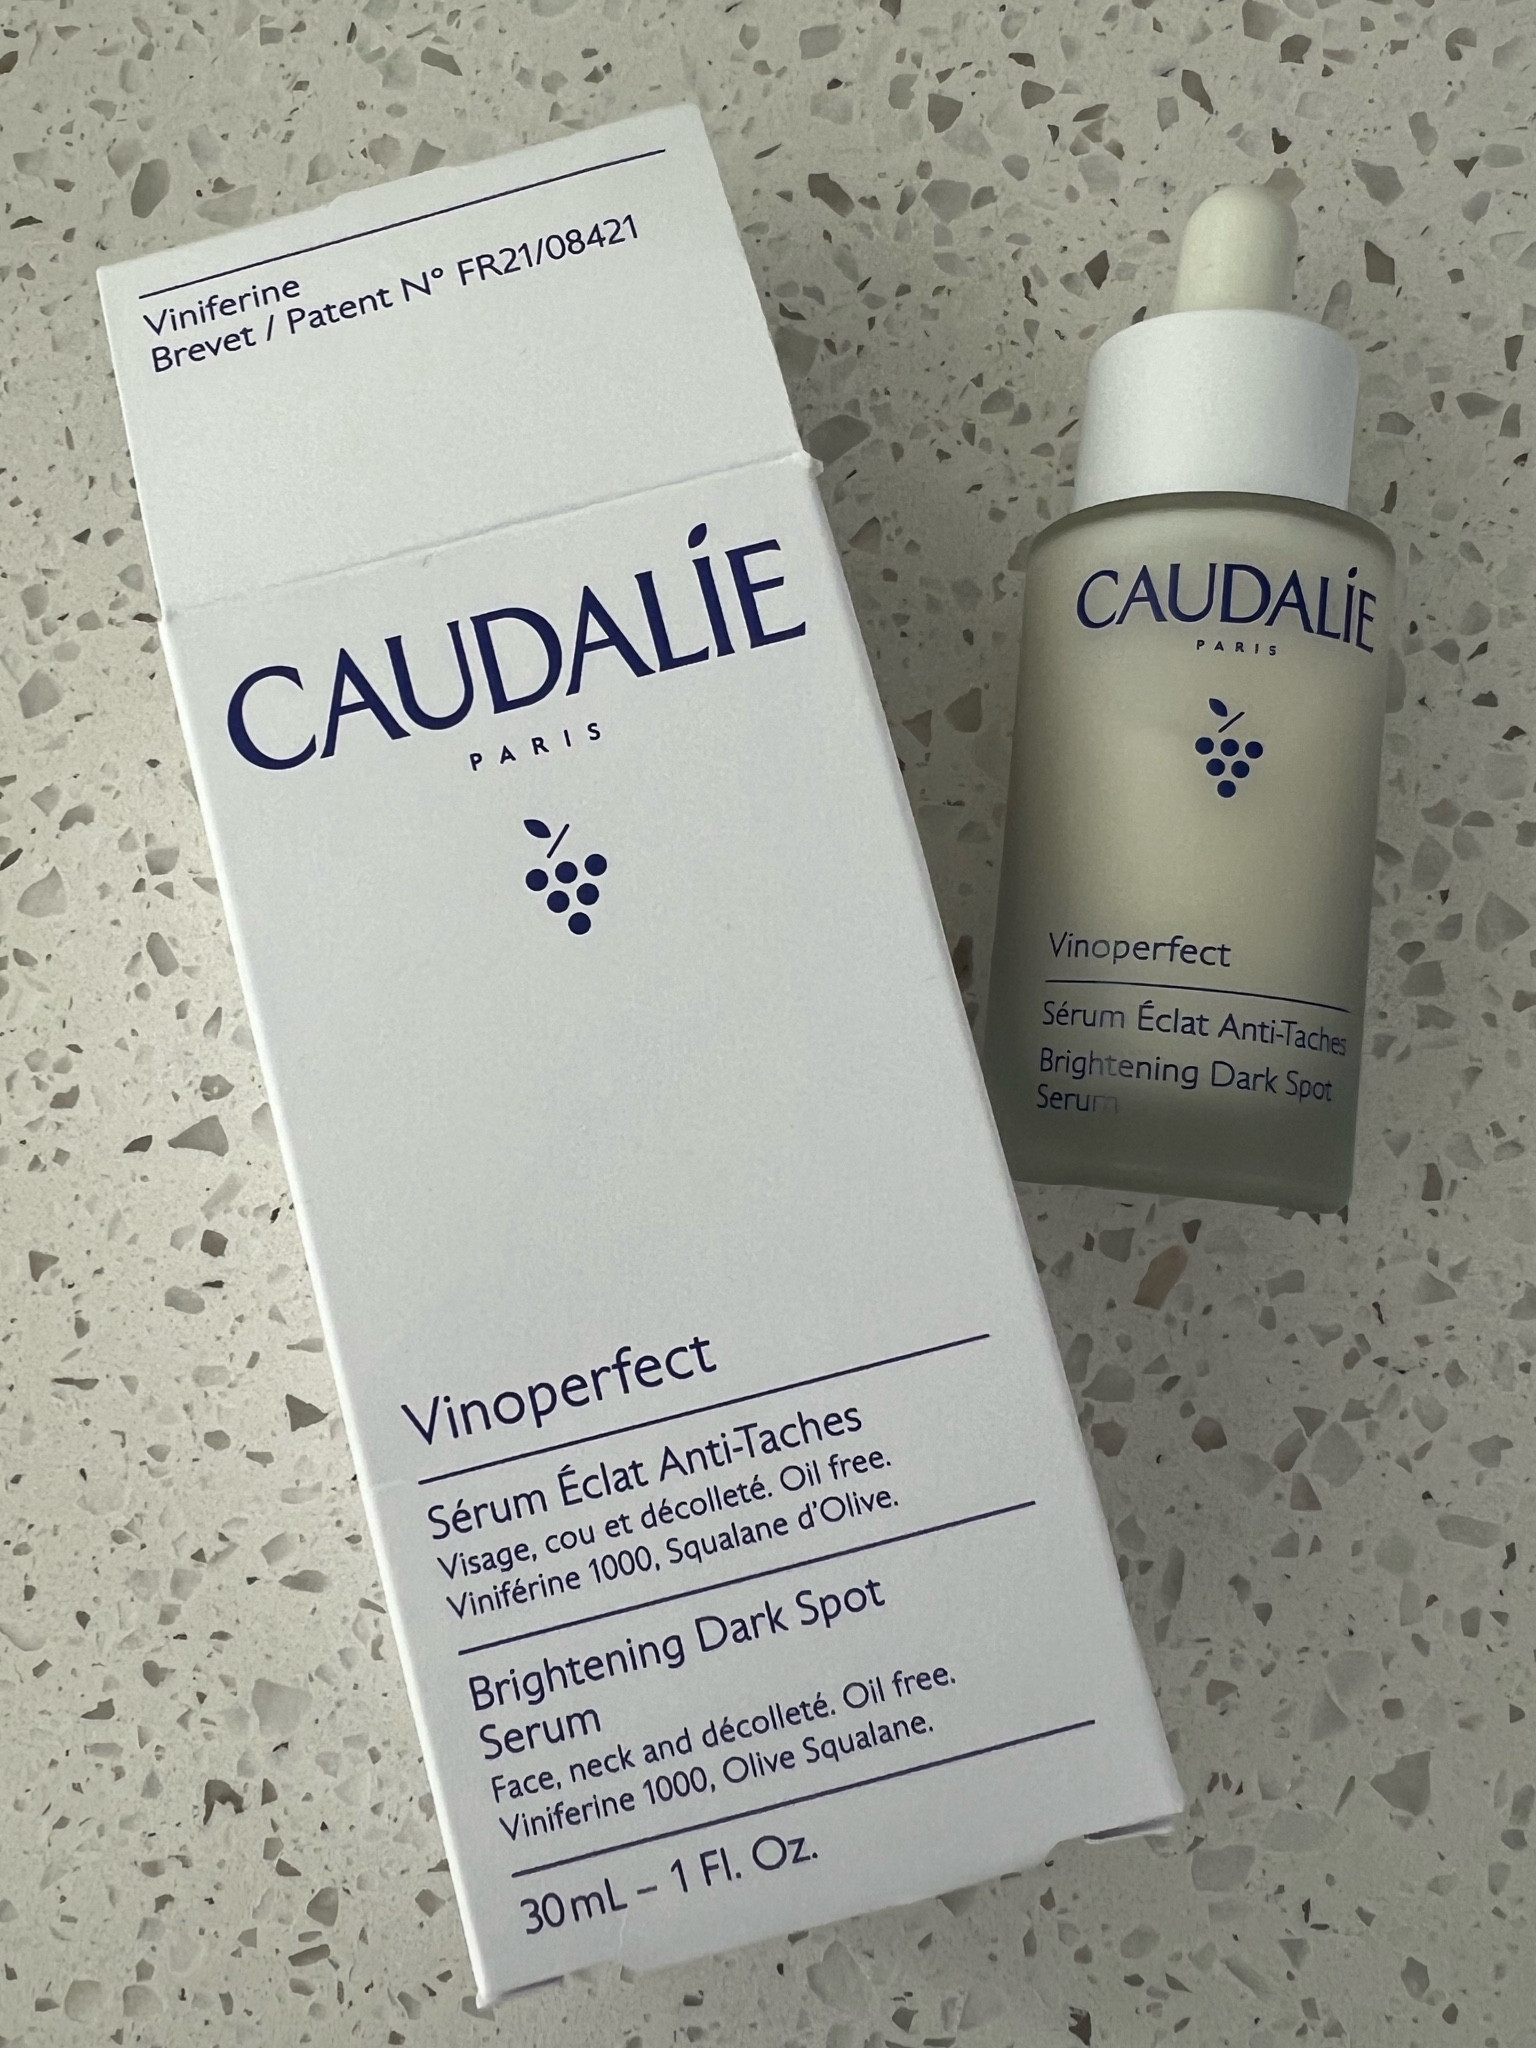 Viniferine
Brevet / Patent N° FR21/08421
CAUDALÍE
PARIS
Vinoperfect
Sérum Éclat Anti-Taches
Visage, cou et décolleté. Oil free.
Viniférine 1000, Squalane d'Olive.
Brightening Dark Spot
Serum
Face, neck and décolleté. Oil free.
Viniferine 1000, Olive Squalane.
30mL – 1 Fl. Oz.
CAUDALÍE
PARIS
Vinoperfect
Sérum Éclat Anti-Taches
Brightening Dark Spot
Serum